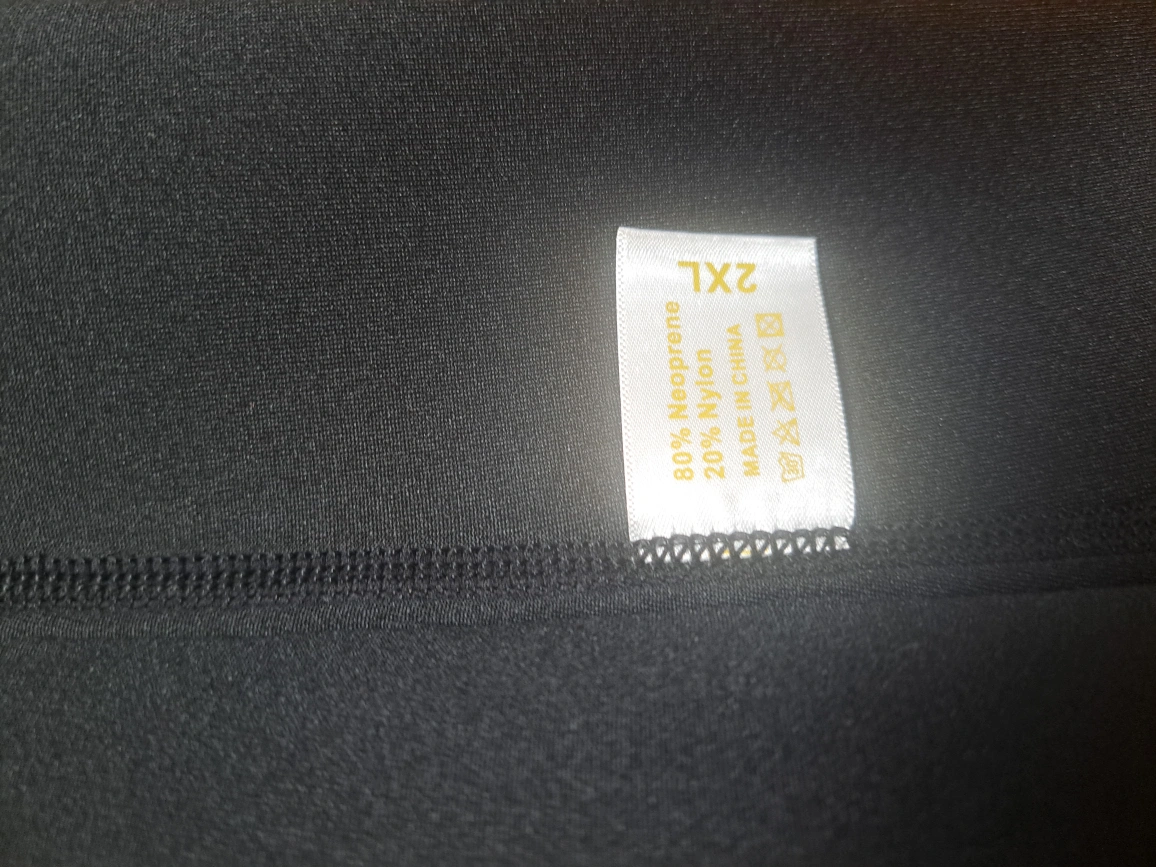 2XL
80% Neoprene
20% Nylon
MADE IN CHINA